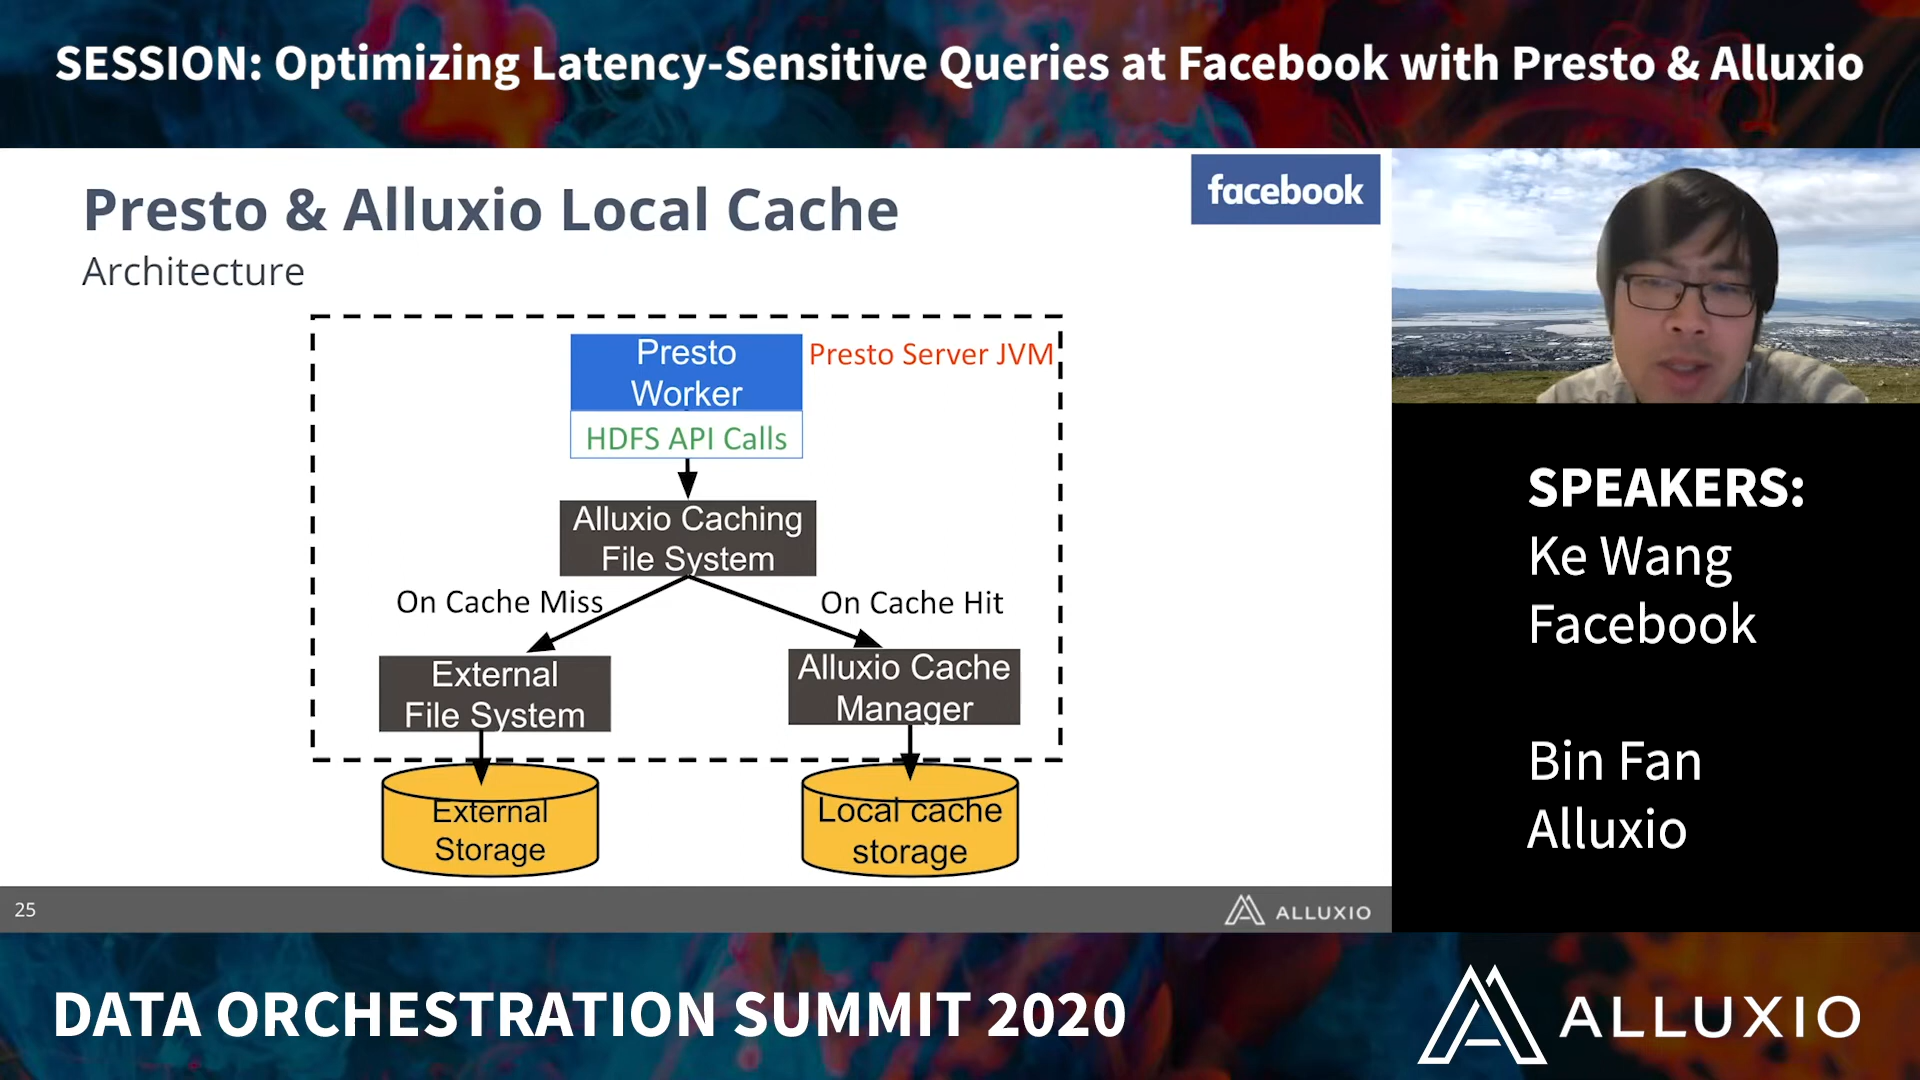 SESSION: Optimizing Latency-Sensitive Queries at Facebook with Presto & Alluxio
facebook
Presto & Alluxio Local Cache
Architecture
Presto
Worker
Presto Server JVM
HDFS API Calls
Alluxio Caching
File System
On Cache Miss
On Cache Hit
External
File System
Alluxio Cache
Manager
External
Storage
Local cache
storage
25
ALLUXIO
SPEAKERS:
Ke Wang
Facebook
Bin Fan
Alluxio
DATA ORCHESTRATION SUMMIT 2020
ALLUXIO